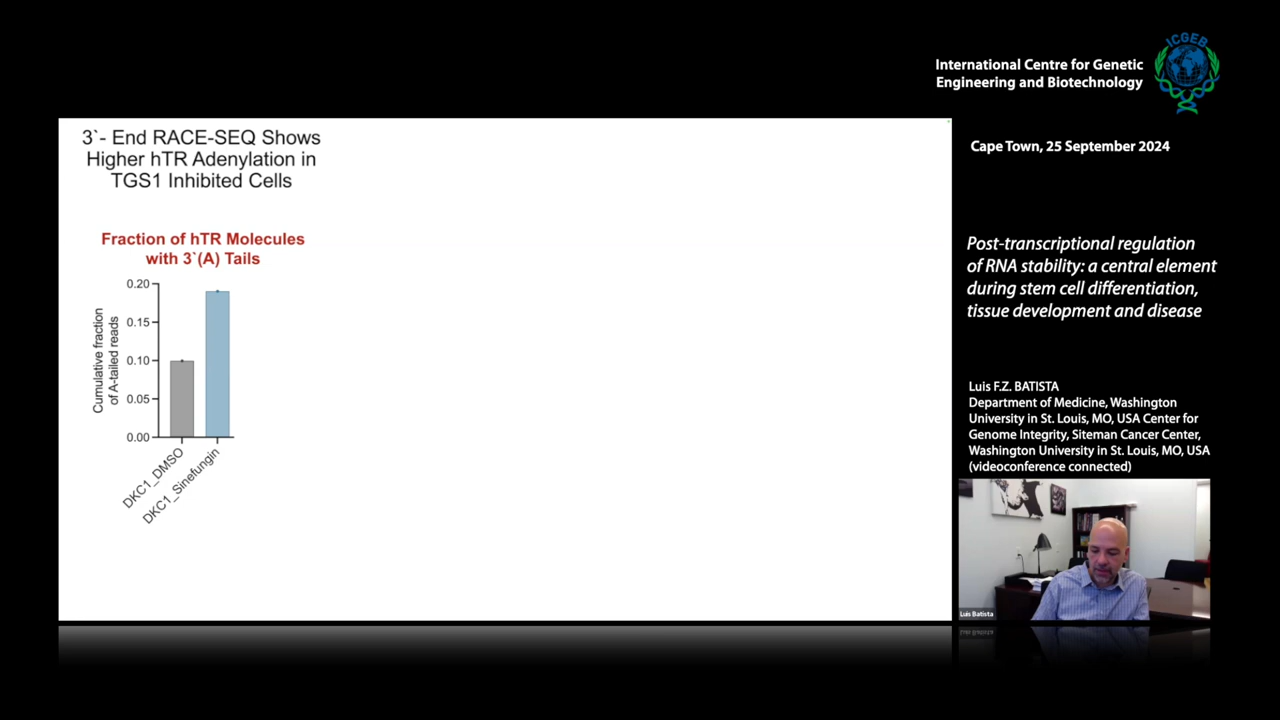 ICGEB
International Centre for Genetic
Engineering and Biotechnology
3`- End RACE-SEQ Shows
Higher hTR Adenylation in
TGS1 Inhibited Cells
Fraction of hTR Molecules
with 3`(A) Tails
Cumulative fraction
of A-tailed reads
0.20
0.15
0.10
0.05
0.00
DKC1_DMSO
DKC1_Sinefungin
Cape Town, 25 September 2024
Post-transcriptional regulation
of RNA stability: a central element
during stem cell differentiation,
tissue development and disease
Luis F.Z. BATISTA
Department of Medicine, Washington
University in St. Louis, MO, USA Center for
Genome Integrity, Siteman Cancer Center,
Washington University in St. Louis, MO, USA
(videoconference connected)
Luis Batista